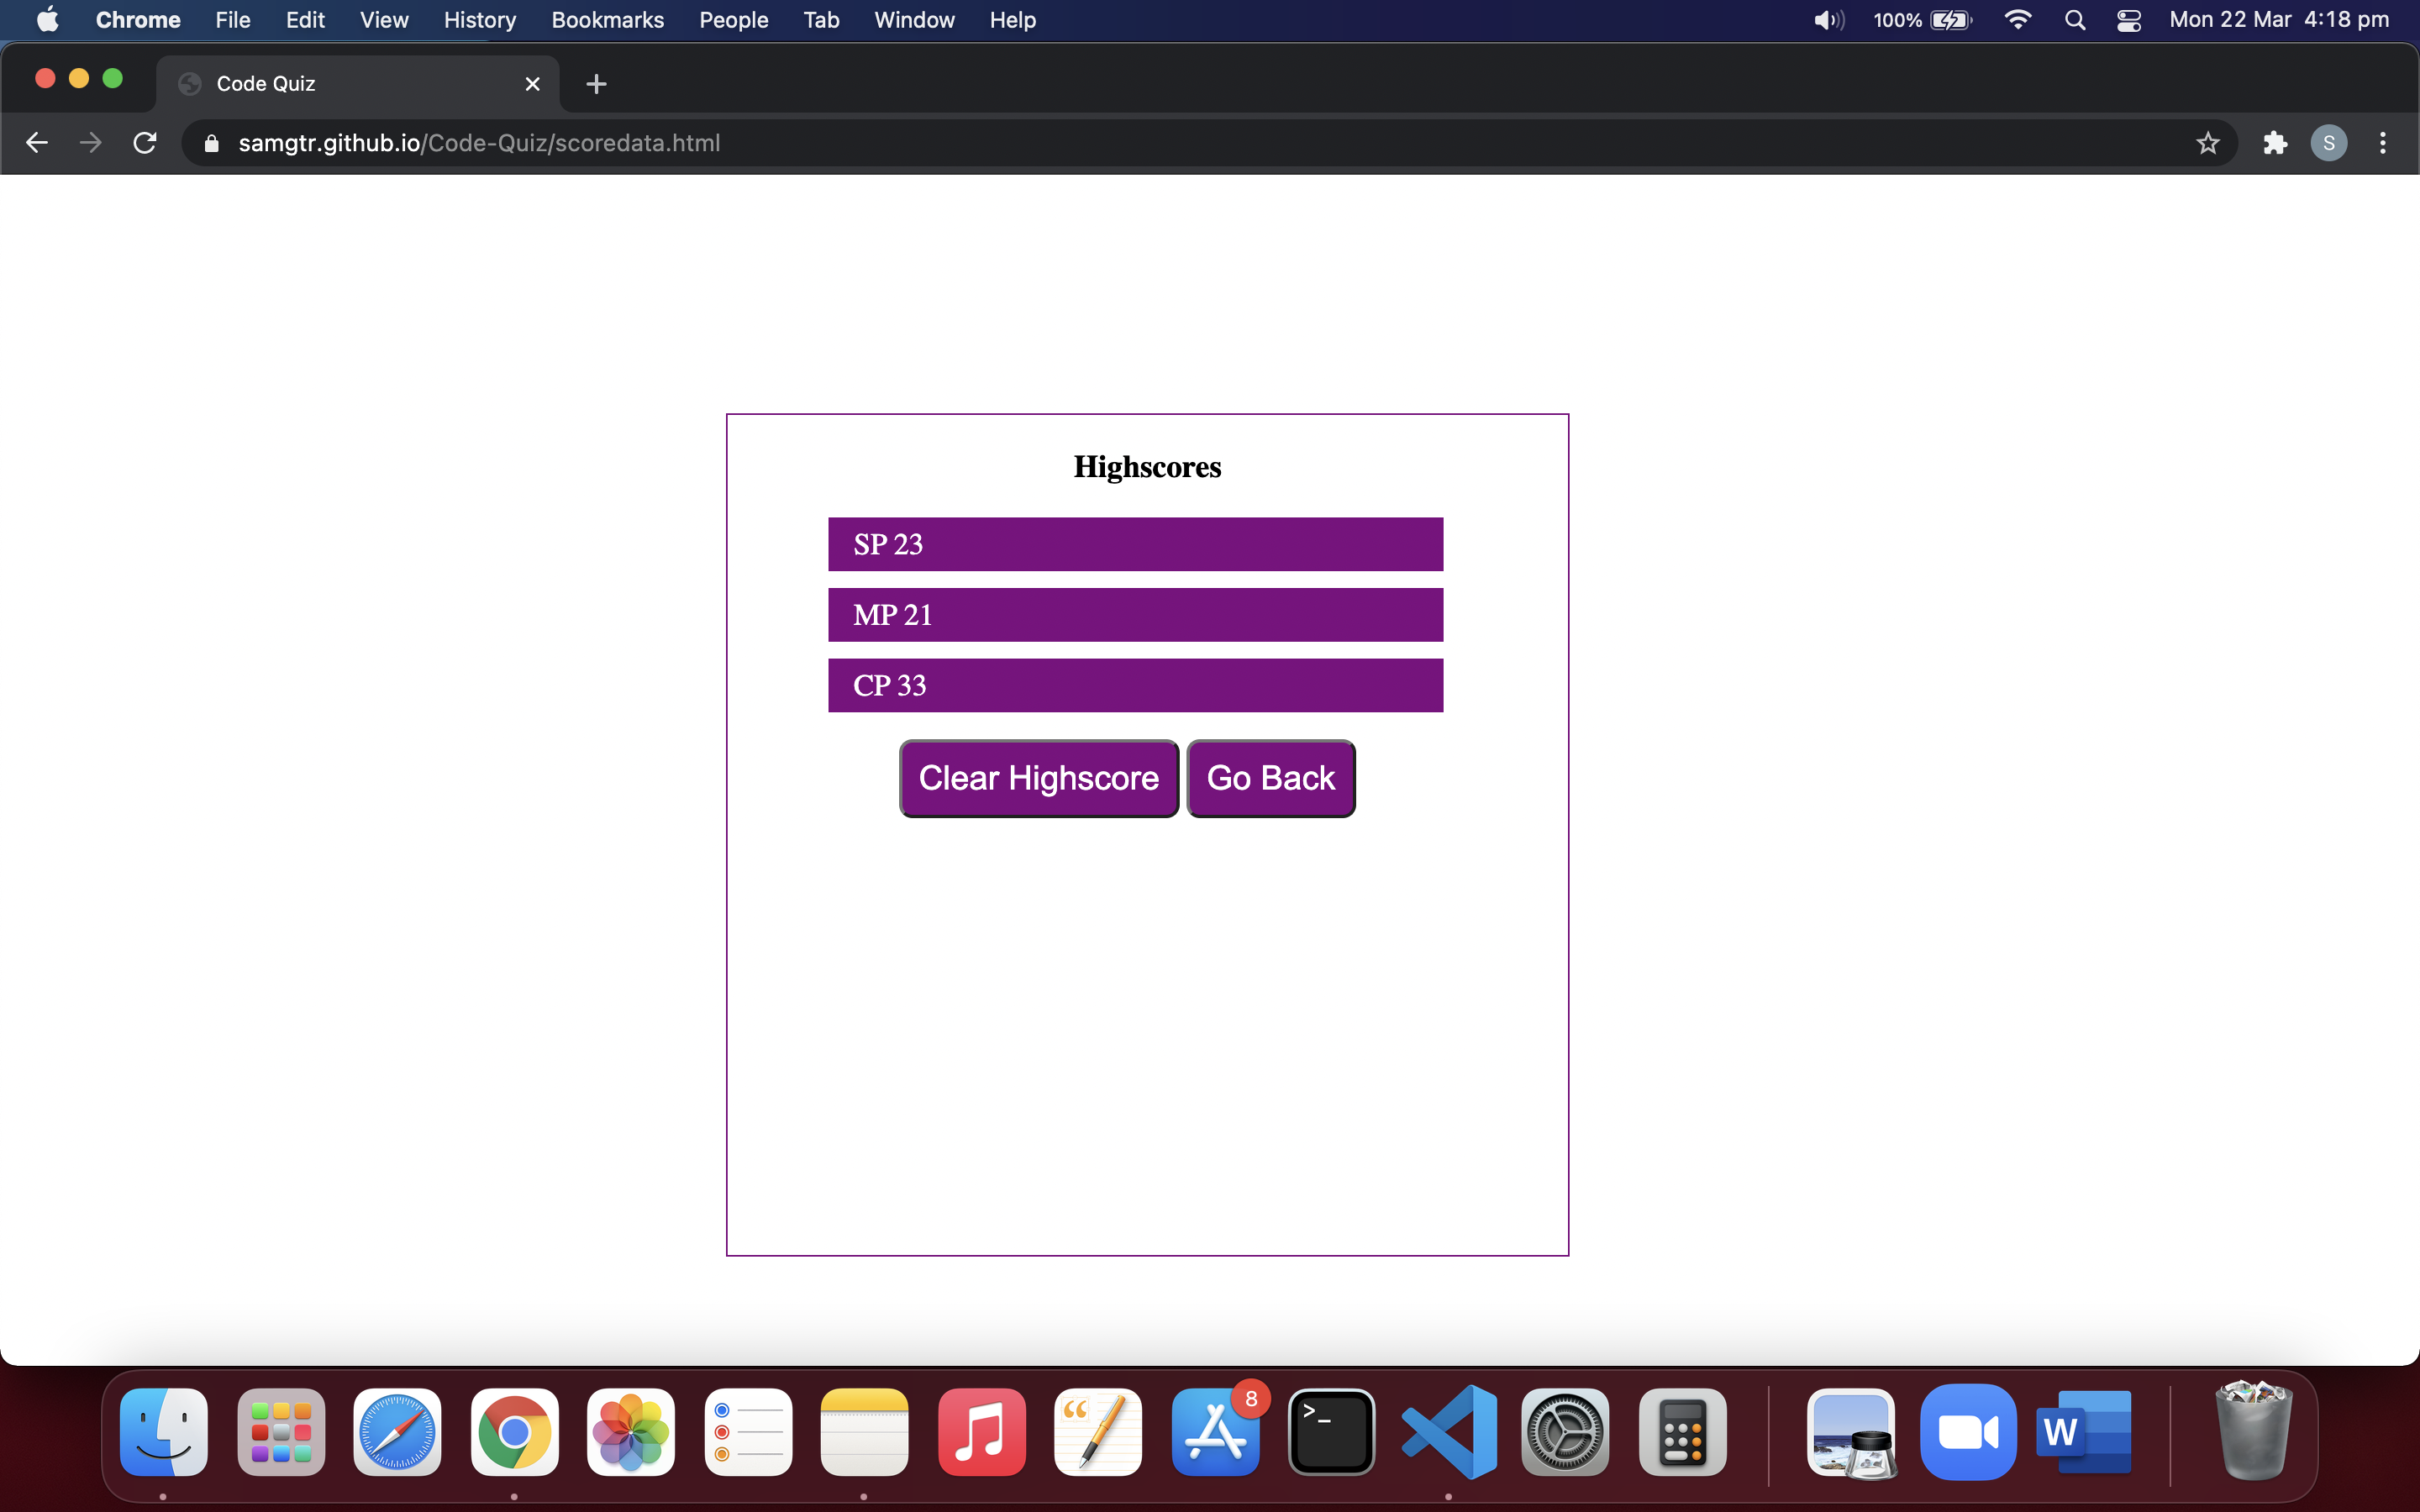 Chrome File Edit View History Bookmarks People Tab Window Help 100% Mon 22 Mar 4:18 pm
Code Quiz
samgtr.github.io/Code-Quiz/scoredata.html S
Highscores
SP 23
MP 21
CP 33
Clear Highscore Go Back
8
>_
W